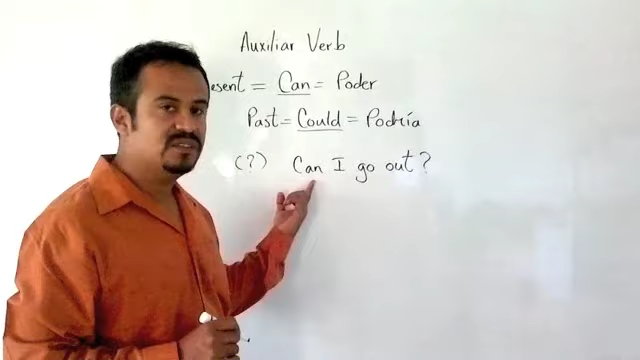 Auxiliar Verb
esent = Can = Poder
Past = Could = Podría
(?) Can I go out?